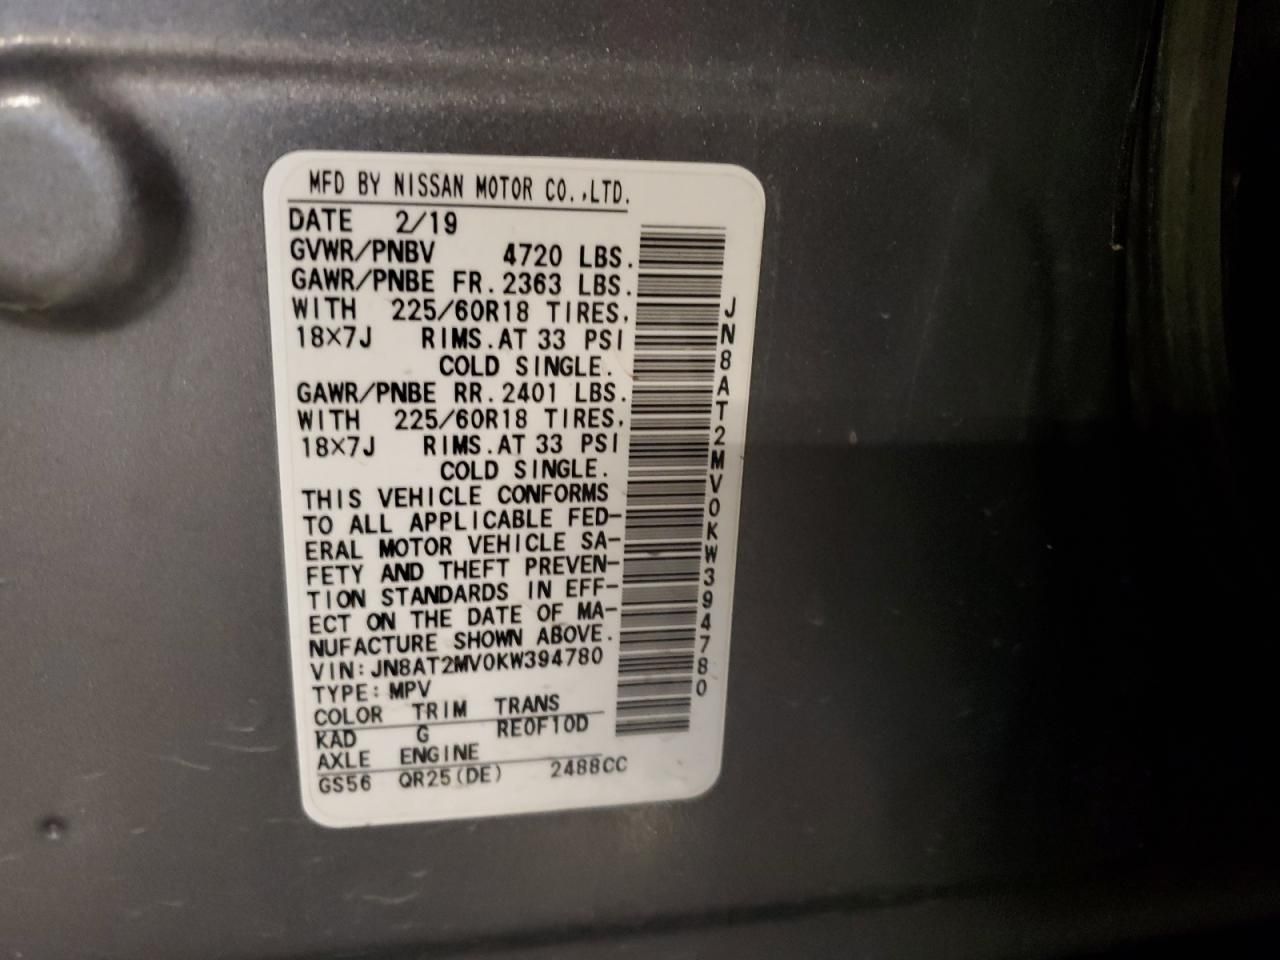 MFD BY NISSAN MOTOR CO.,LTD.
DATE 2/19
GVWR/PNBV 4720 LBS.
GAWR/PNBE FR.2363 LBS.
WITH 225/60R18 TIRES,
18×7J RIMS.AT 33 PSI
COLD SINGLE.
GAWR/PNBE RR.2401 LBS.
WITH 225/60R18 TIRES,
18×7J RIMS.AT 33 PSI
COLD SINGLE.
THIS VEHICLE CONFORMS
TO ALL APPLICABLE FED-
ERAL MOTOR VEHICLE SA-
FETY AND THEFT PREVEN-
TION STANDARDS IN EFF-
ECT ON THE DATE OF MA-
NUFACTURE SHOWN ABOVE.
VIN:JN8AT2MV0KW394780
TYPE:MPV
COLOR TRIM TRANS
KAD G RE0F10D
AXLE ENGINE
GS56 QR25(DE) 2488CC
JN8AT2MV0KW394780